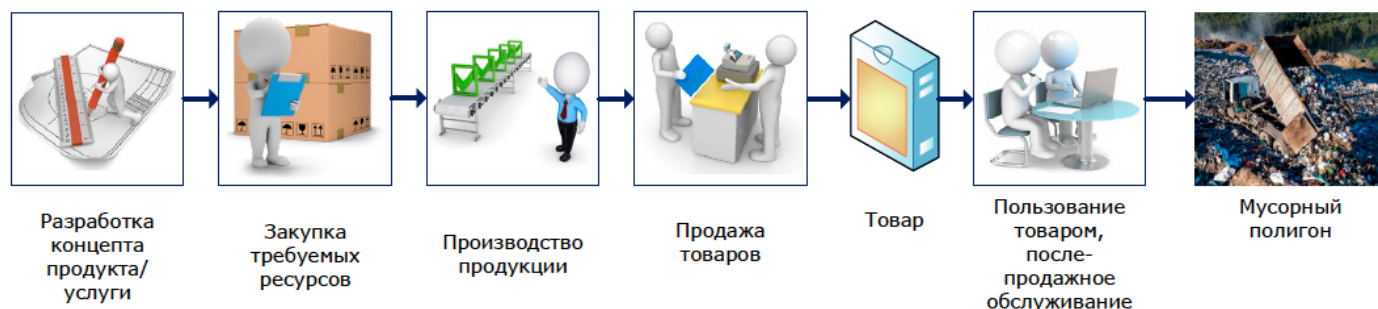 Разработка
концепта
продукта/
услуги
Закупка
требуемых
ресурсов
Производство
продукции
Продажа
товаров
Товар
Пользование
товаром,
после-
продажное
обслуживание
Мусорный
полигон